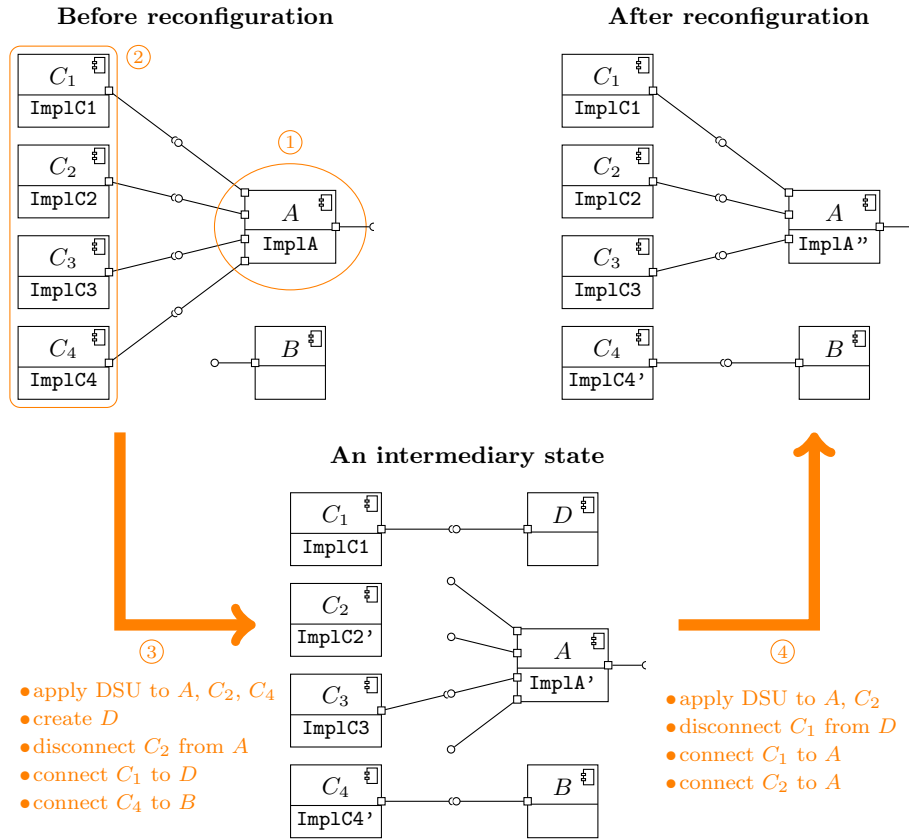 Before reconfiguration
After reconfiguration
②
①
C₁
ImplC1
C₂
ImplC2
C₃
ImplC3
C₄
ImplC4
A
ImplA
B
C₁
ImplC1
C₂
ImplC2
C₃
ImplC3
C₄
ImplC4'
A
ImplA”
B
An intermediary state
C₁
ImplC1
D
C₂
ImplC2'
C₃
ImplC3
A
ImplA'
C₄
ImplC4'
B
③
● apply DSU to A, C₂, C₄
● create D
● disconnect C₂ from A
● connect C₁ to D
● connect C₄ to B
④
● apply DSU to A, C₂
● disconnect C₁ from D
● connect C₁ to A
● connect C₂ to A